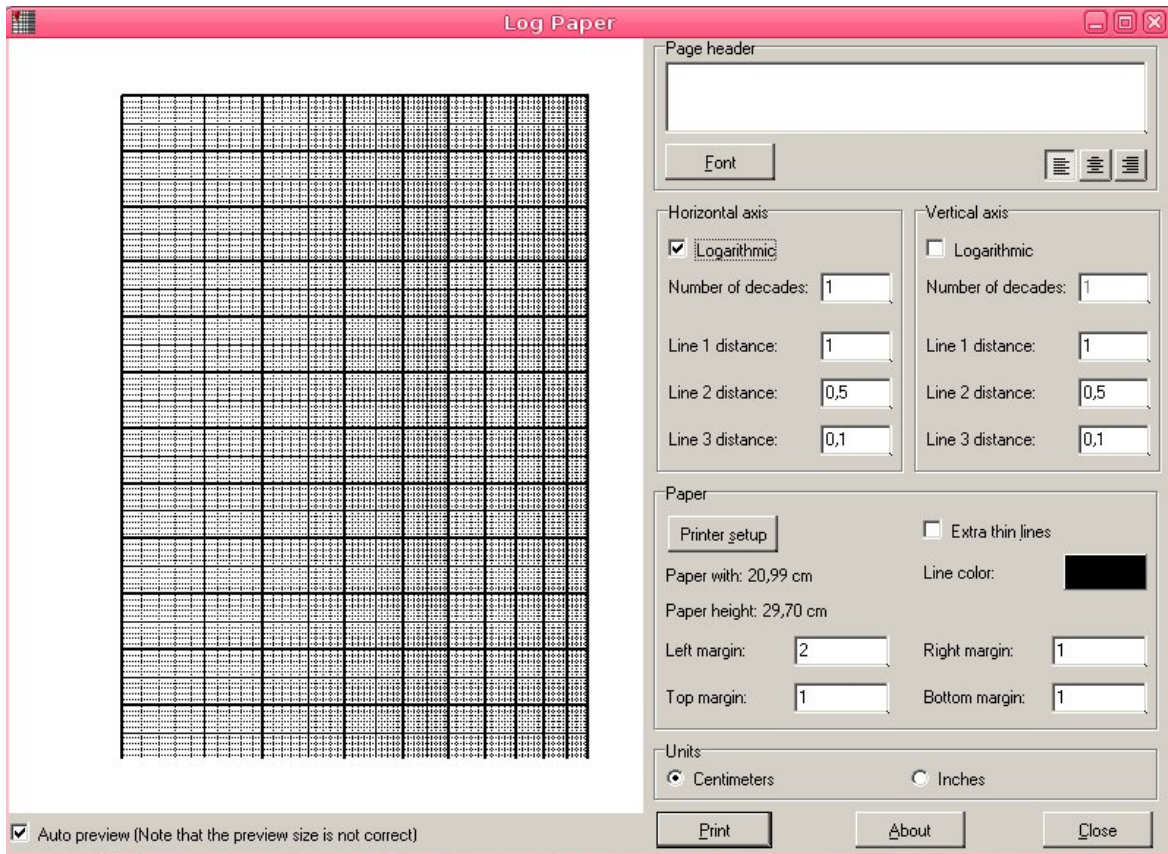 Log Paper
Page header
Font
Horizontal axis
Logarithmic
Number of decades: 1
Line 1 distance: 1
Line 2 distance: 0,5
Line 3 distance: 0,1
Vertical axis
Logarithmic
Number of decades: 1
Line 1 distance: 1
Line 2 distance: 0,5
Line 3 distance: 0,1
Paper
Printer setup
Extra thin lines
Paper with: 20,99 cm
Line color:
Paper height: 29,70 cm
Left margin: 2
Right margin: 1
Top margin: 1
Bottom margin: 1
Units
Centimeters
Inches
Auto preview (Note that the preview size is not correct)
Print
About
Close